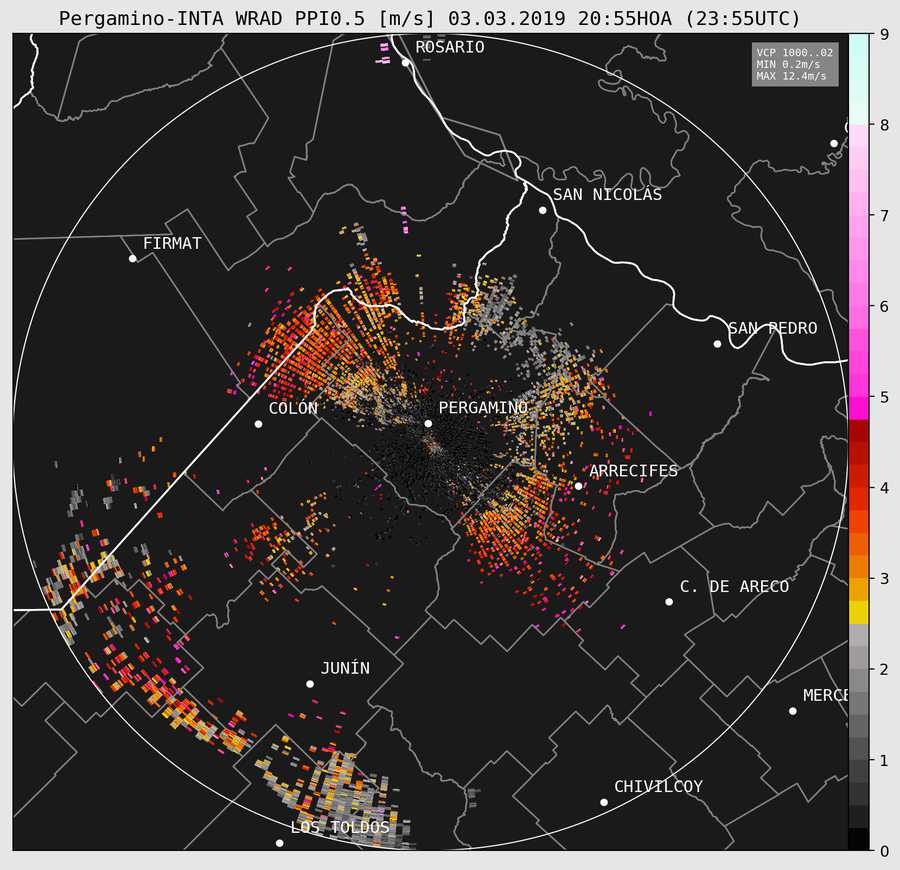 Pergamino-INTA WRAD PPI0.5 [m/s] 03.03.2019 20:55HOA (23:55UTC)
VCP 1000..02
MIN 0.2m/s
MAX 12.4m/s
ROSARIO
SAN NICOLÁS
FIRMAT
SAN PEDRO
COLÓN
PERGAMINO
ARRECIFES
C. DE ARECO
JUNÍN
MERCE
CHIVILCOY
LOS TOLDOS
9
8
7
6
5
4
3
2
1
0